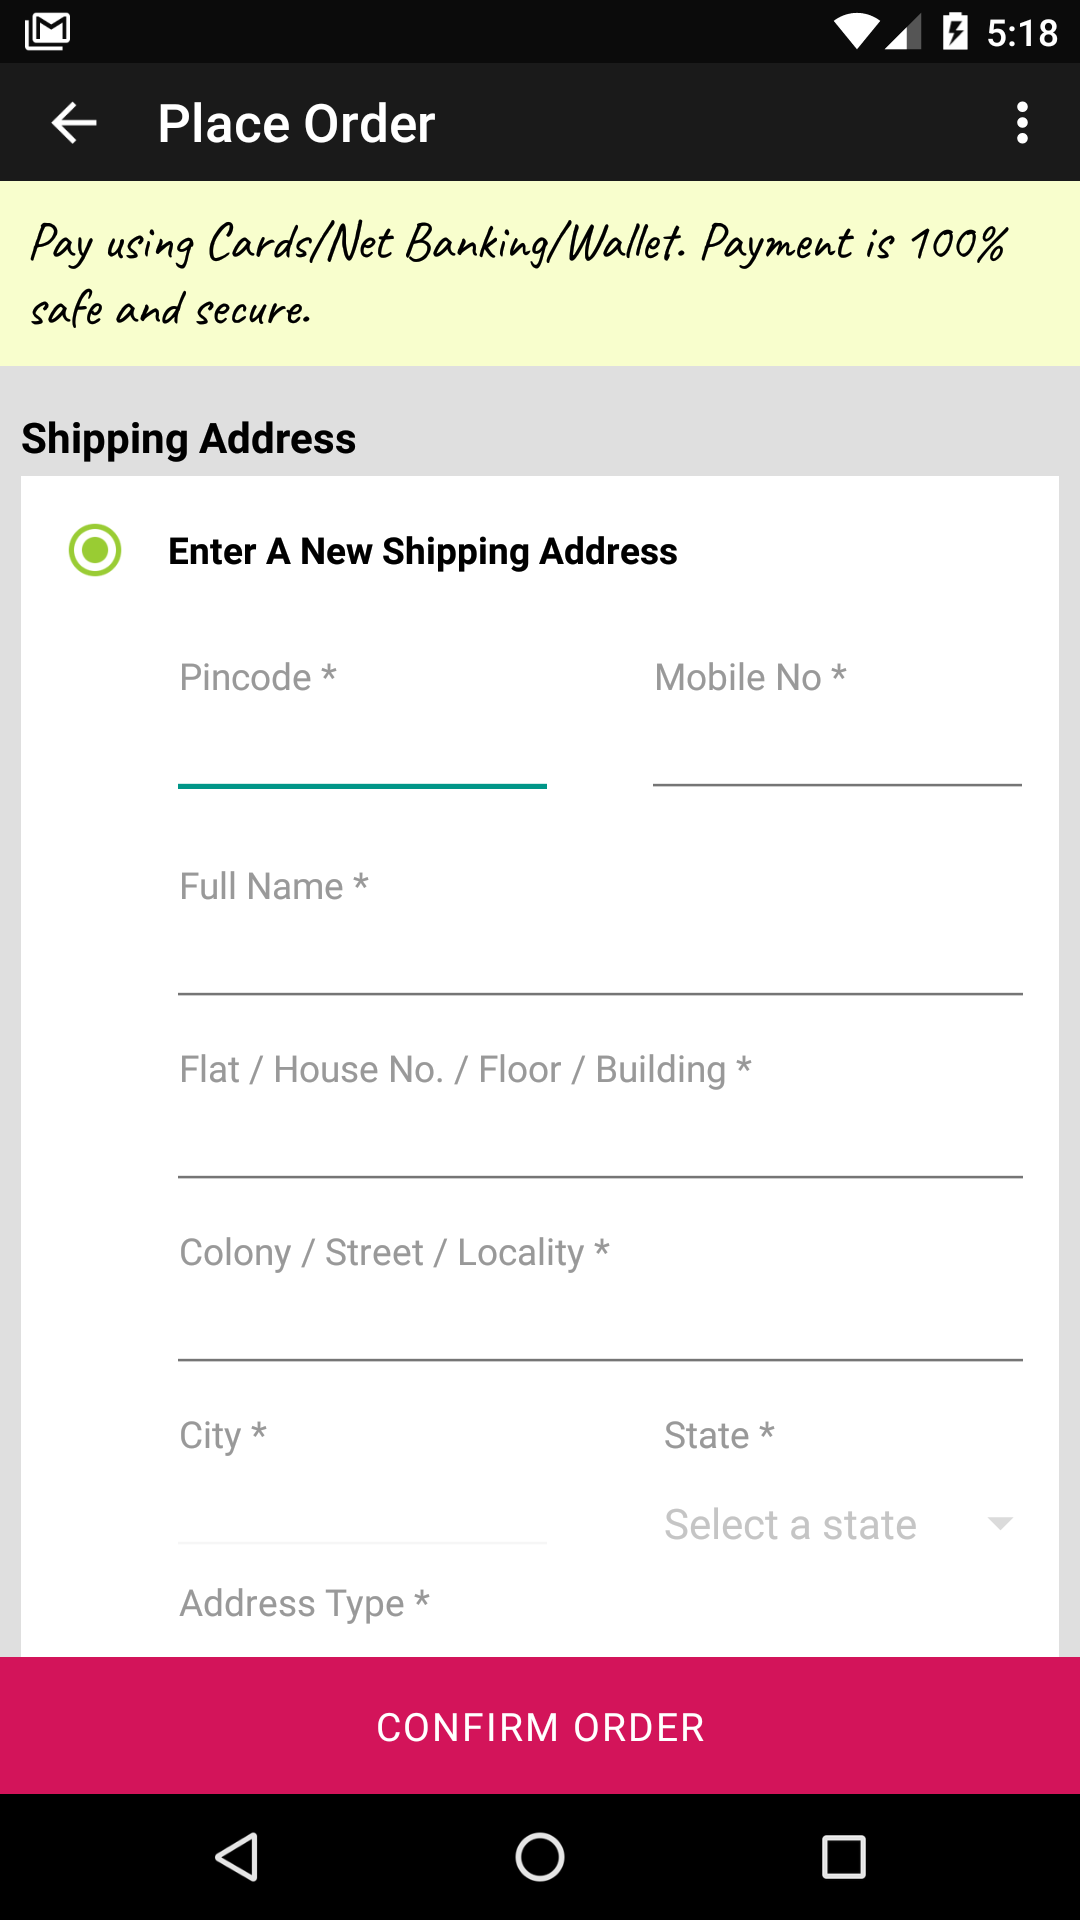 5:18
Place Order
Pay using Cards/Net Banking/Wallet. Payment is 100%
safe and secure.
Shipping Address
Enter A New Shipping Address
Pincode * Mobile No *
Full Name *
Flat / House No. / Floor / Building *
Colony / Street / Locality *
City * State *
Select a state
Address Type *
CONFIRM ORDER